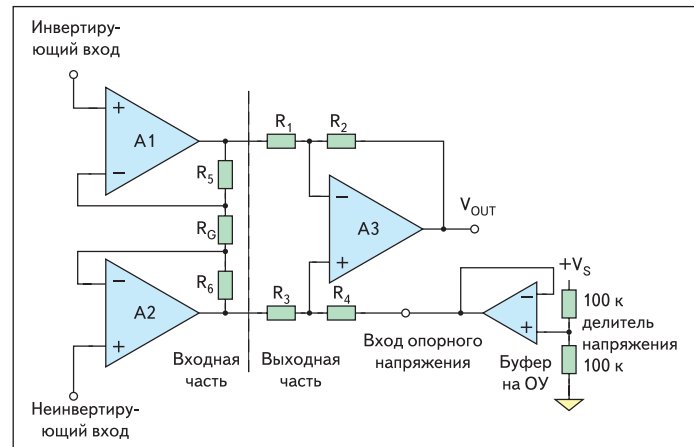 Инвертиру-
ющий вход
+
A1
−
R5
RG
−
R6
A2
+
Неинвертиру-
ющий вход
Входная
часть
Выходная
часть
R1
R2
−
A3
+
VOUT
R3
R4
Вход опорного
напряжения
−
+
Буфер
на ОУ
+VS
100 к
делитель
напряжения
100 к